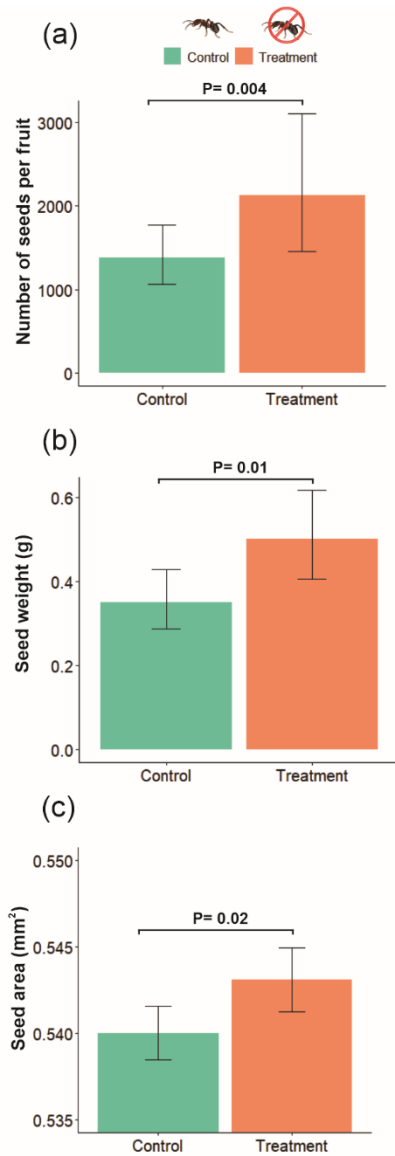 (a)
Control Treatment
P= 0.004
Number of seeds per fruit
3000
2000
1000
0
Control Treatment
(b)
P= 0.01
Seed weight (g)
0.6
0.4
0.2
0.0
Control Treatment
(c)
0.550
P= 0.02
Seed area (mm²)
0.545
0.540
0.535
Control Treatment